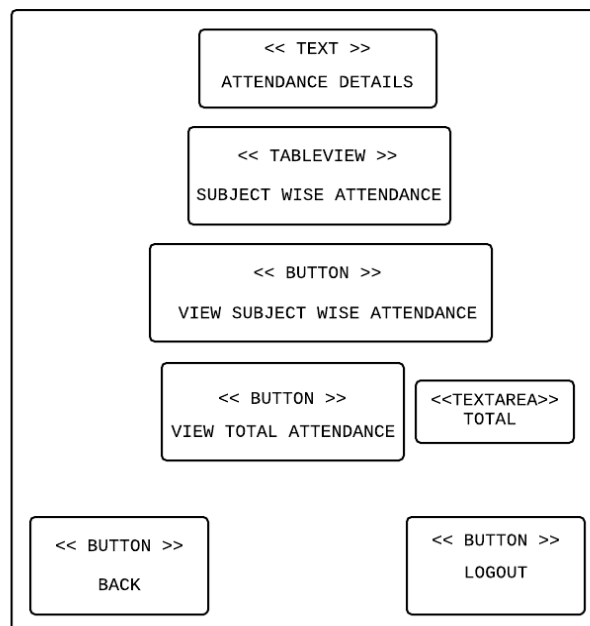 << TEXT >>
ATTENDANCE DETAILS
<< TABLEVIEW >>
SUBJECT WISE ATTENDANCE
<< BUTTON >>
VIEW SUBJECT WISE ATTENDANCE
<< BUTTON >>
VIEW TOTAL ATTENDANCE
<<TEXTAREA>>
TOTAL
<< BUTTON >>
BACK
<< BUTTON >>
LOGOUT